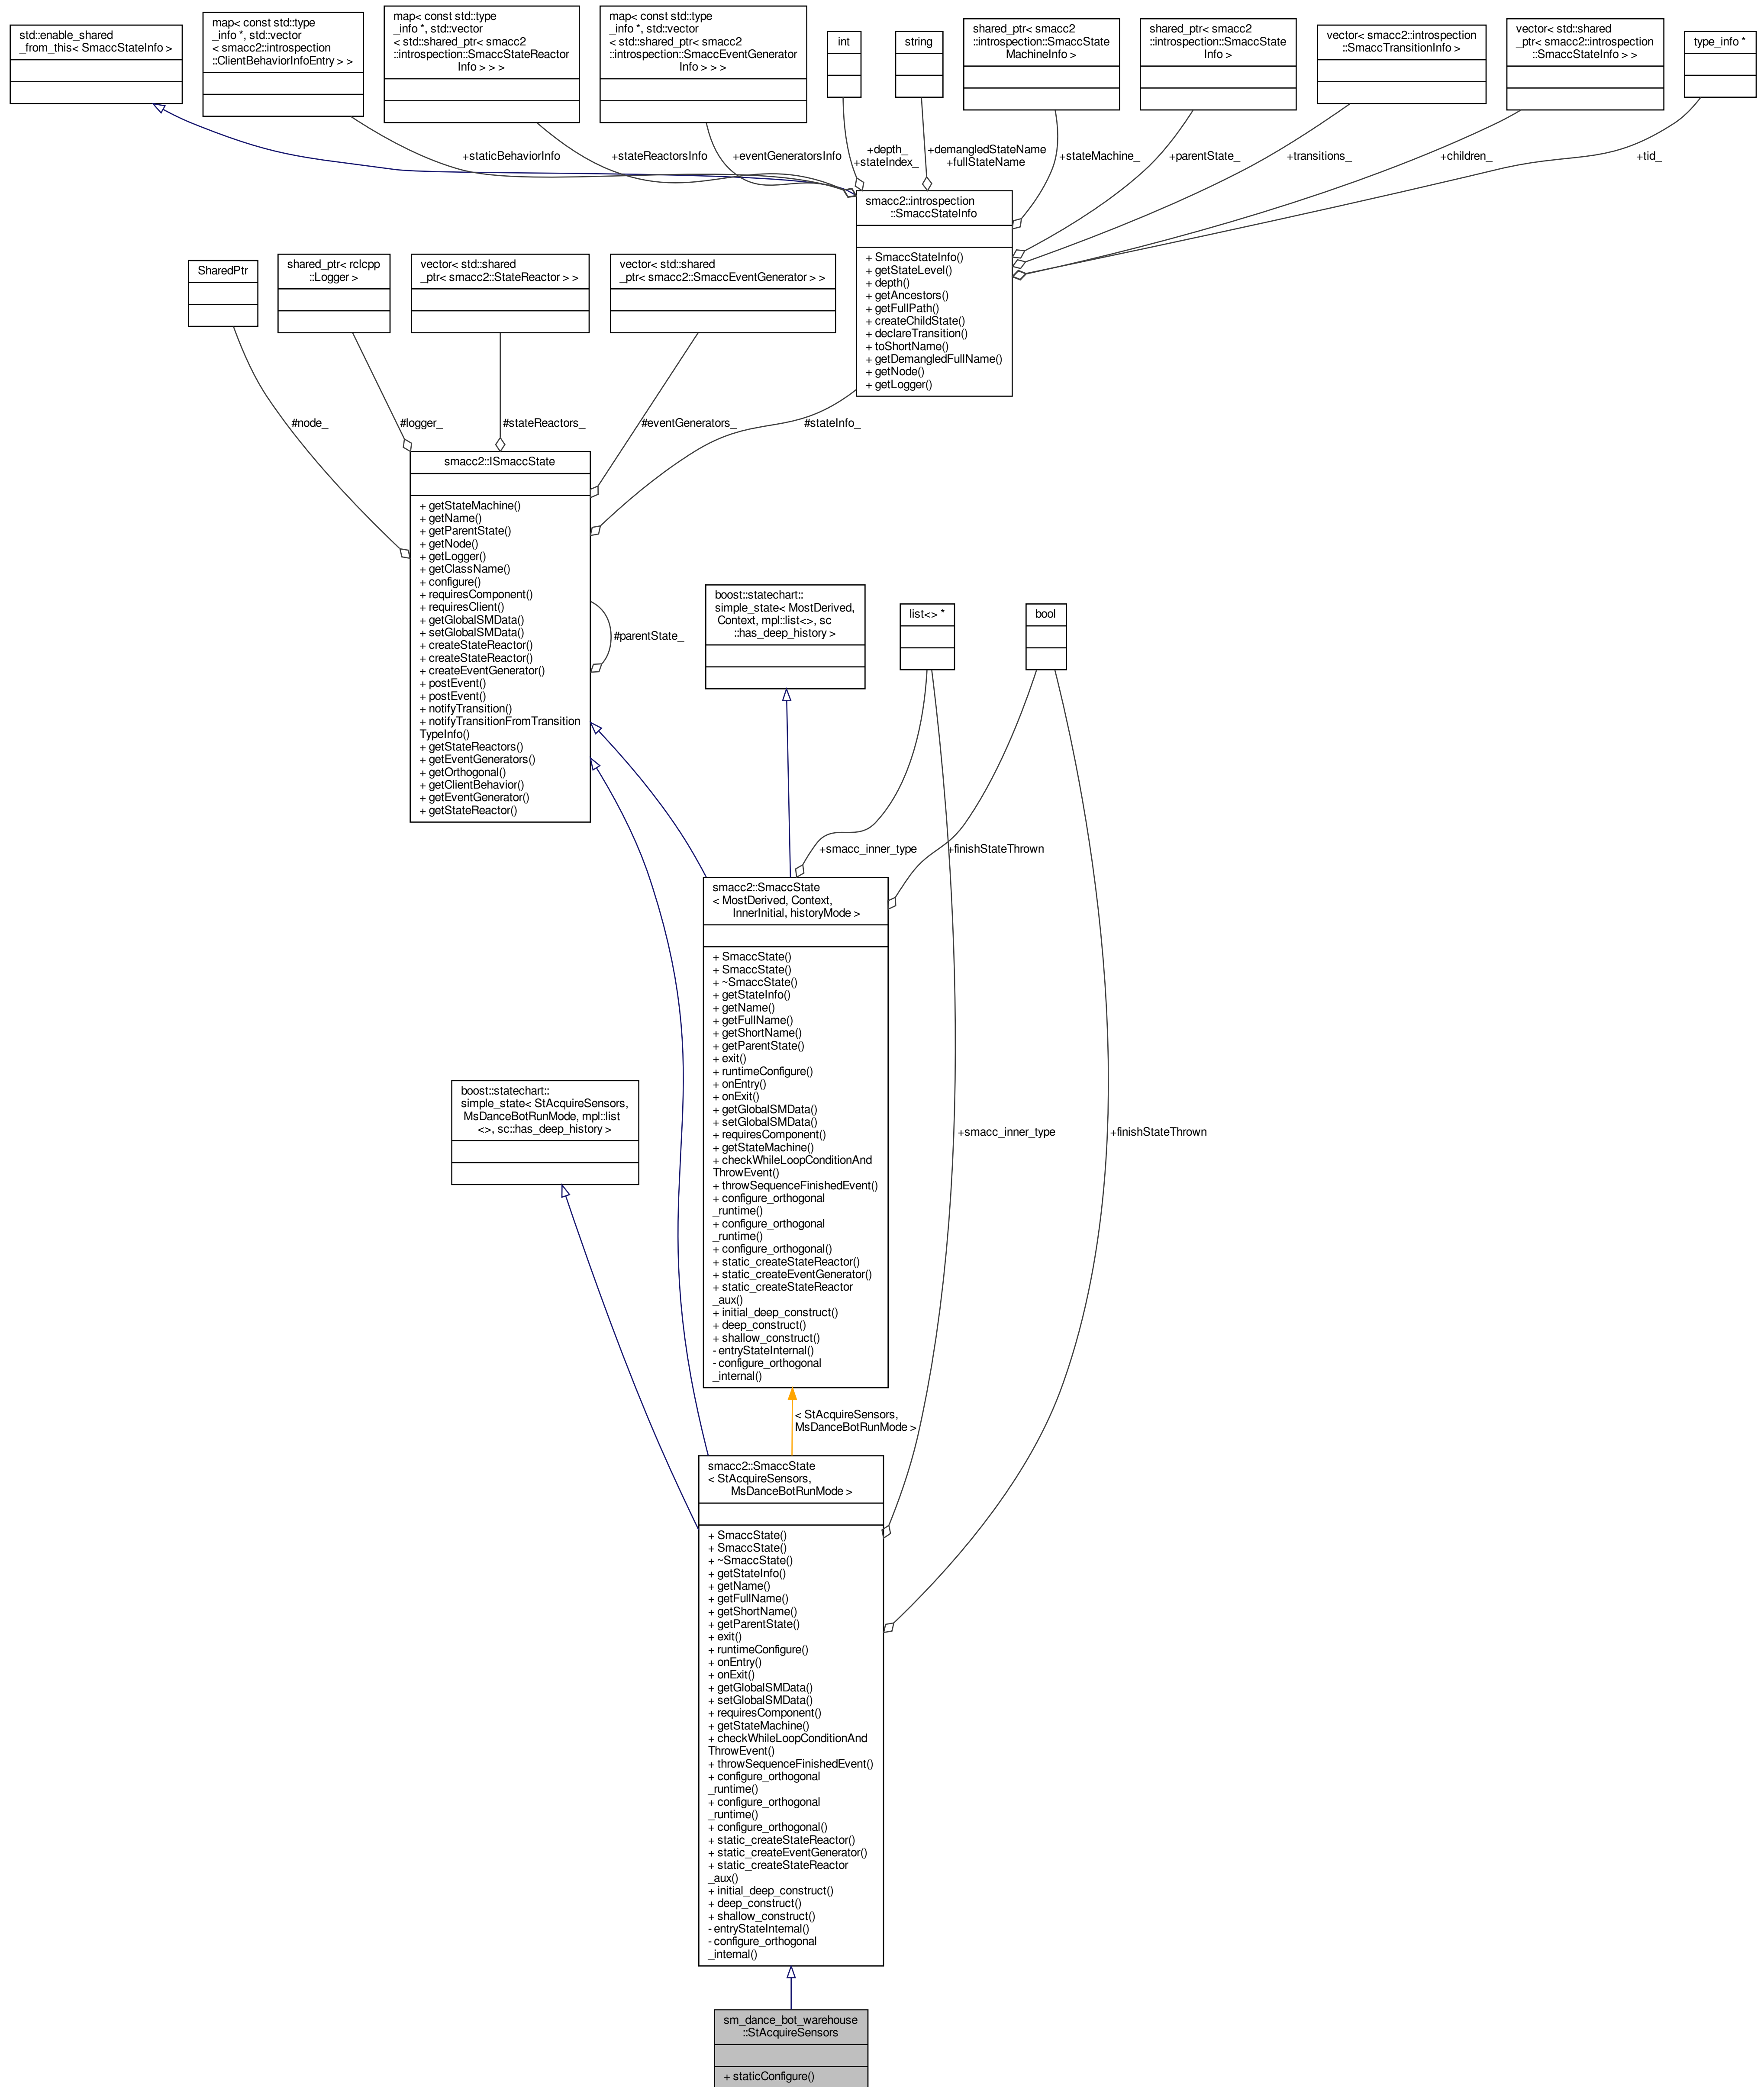 std::enable_shared
_from_this< SmaccStateInfo >
map< const std::type
_info *, std::vector
< smacc2::introspection
::ClientBehaviorInfoEntry > >
map< const std::type
_info *, std::vector
< std::shared_ptr< smacc2
::introspection::SmaccStateReactor
Info > > >
map< const std::type
_info *, std::vector
< std::shared_ptr< smacc2
::introspection::SmaccEventGenerator
Info > > >
int
string
shared_ptr< smacc2
::introspection::SmaccState
MachineInfo >
shared_ptr< smacc2
::introspection::SmaccState
Info >
vector< smacc2::introspection
::SmaccTransitionInfo >
vector< std::shared
_ptr< smacc2::introspection
::SmaccStateInfo > >
type_info *
+staticBehaviorInfo
+stateReactorsInfo
+eventGeneratorsInfo
+depth_
+stateIndex_
+demangledStateName
+fullStateName
+stateMachine_
+parentState_
+transitions_
+children_
+tid_
smacc2::introspection
::SmaccStateInfo
+ SmaccStateInfo()
+ getStateLevel()
+ depth()
+ getAncestors()
+ getFullPath()
+ createChildState()
+ declareTransition()
+ toShortName()
+ getDemangledFullName()
+ getNode()
+ getLogger()
SharedPtr
shared_ptr< rclcpp
::Logger >
vector< std::shared
_ptr< smacc2::StateReactor > >
vector< std::shared
_ptr< smacc2::SmaccEventGenerator > >
#node_
#logger_
#stateReactors_
#eventGenerators_
#stateInfo_
smacc2::ISmaccState
+ getStateMachine()
+ getName()
+ getParentState()
+ getNode()
+ getLogger()
+ getClassName()
+ configure()
+ requiresComponent()
+ requiresClient()
+ getGlobalSMData()
+ setGlobalSMData()
+ createStateReactor()
+ createStateReactor()
+ createEventGenerator()
+ postEvent()
+ postEvent()
+ notifyTransition()
+ notifyTransitionFromTransition
TypeInfo()
+ getStateReactors()
+ getEventGenerators()
+ getOrthogonal()
+ getClientBehavior()
+ getEventGenerator()
+ getStateReactor()
#parentState_
boost::statechart::
simple_state< MostDerived,
Context, mpl::list<>, sc
::has_deep_history >
list<> *
bool
+smacc_inner_type
+finishStateThrown
smacc2::SmaccState
< MostDerived, Context,
InnerInitial, historyMode >
+ SmaccState()
+ SmaccState()
+ ~SmaccState()
+ getStateInfo()
+ getName()
+ getFullName()
+ getShortName()
+ getParentState()
+ exit()
+ runtimeConfigure()
+ onEntry()
+ onExit()
+ getGlobalSMData()
+ setGlobalSMData()
+ requiresComponent()
+ getStateMachine()
+ checkWhileLoopConditionAnd
ThrowEvent()
+ throwSequenceFinishedEvent()
+ configure_orthogonal
_runtime()
+ configure_orthogonal
_runtime()
+ configure_orthogonal()
+ static_createStateReactor()
+ static_createEventGenerator()
+ static_createStateReactor
_aux()
+ initial_deep_construct()
+ deep_construct()
+ shallow_construct()
- entryStateInternal()
- configure_orthogonal
_internal()
boost::statechart::
simple_state< StAcquireSensors,
MsDanceBotRunMode, mpl::list
<>, sc::has_deep_history >
+smacc_inner_type
+finishStateThrown
< StAcquireSensors,
MsDanceBotRunMode >
smacc2::SmaccState
< StAcquireSensors,
MsDanceBotRunMode >
+ SmaccState()
+ SmaccState()
+ ~SmaccState()
+ getStateInfo()
+ getName()
+ getFullName()
+ getShortName()
+ getParentState()
+ exit()
+ runtimeConfigure()
+ onEntry()
+ onExit()
+ getGlobalSMData()
+ setGlobalSMData()
+ requiresComponent()
+ getStateMachine()
+ checkWhileLoopConditionAnd
ThrowEvent()
+ throwSequenceFinishedEvent()
+ configure_orthogonal
_runtime()
+ configure_orthogonal
_runtime()
+ configure_orthogonal()
+ static_createStateReactor()
+ static_createEventGenerator()
+ static_createStateReactor
_aux()
+ initial_deep_construct()
+ deep_construct()
+ shallow_construct()
- entryStateInternal()
- configure_orthogonal
_internal()
sm_dance_bot_warehouse
::StAcquireSensors
+ staticConfigure()